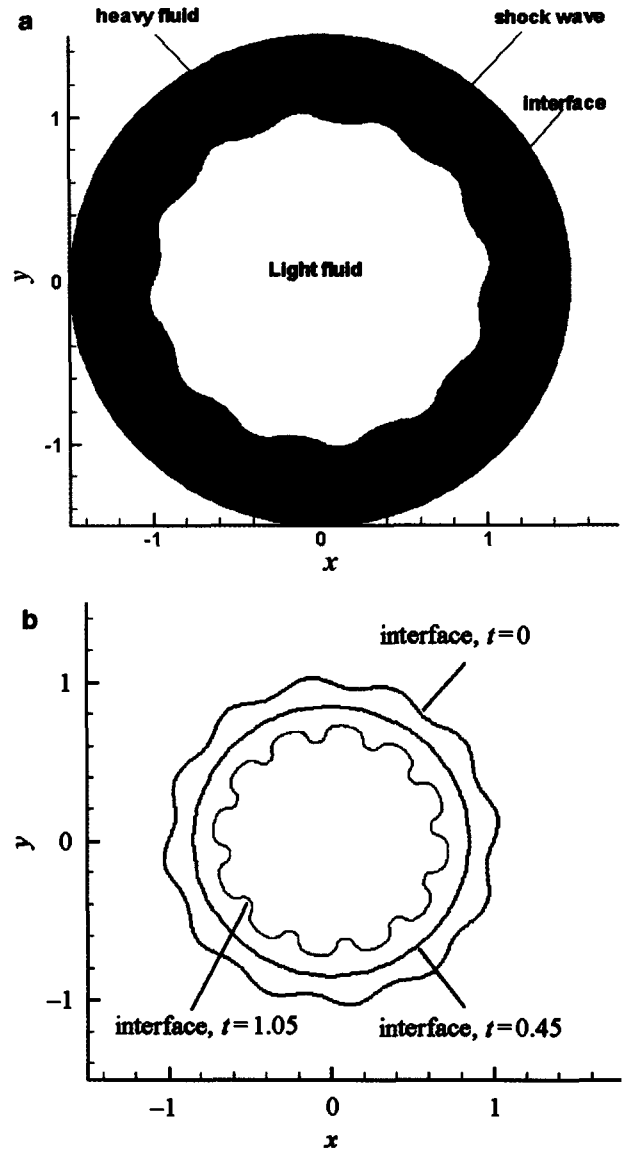 a
heavy fluid
shock wave
interface
1
y
0
Light fluid
-1
-1
0
1
x
b
interface, t=0
1
y
0
−1
interface, t=1.05
interface, t=0.45
−1
0
1
x